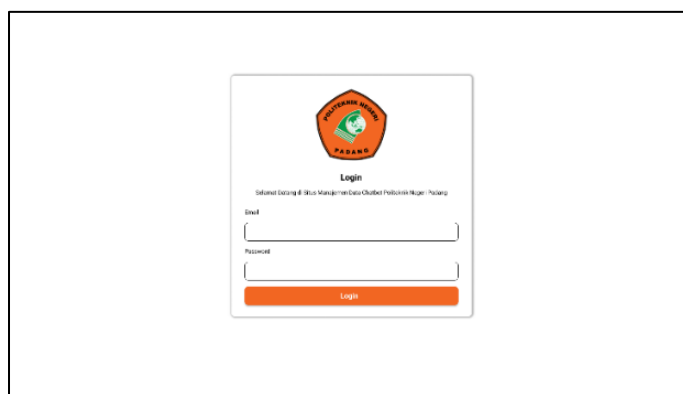 POLITEKNIK NEGERI
PADANG
Login
Selamat Datang di Situs Manajemen Data Chatbot Politeknik Negeri Padang
Email
Password
Login